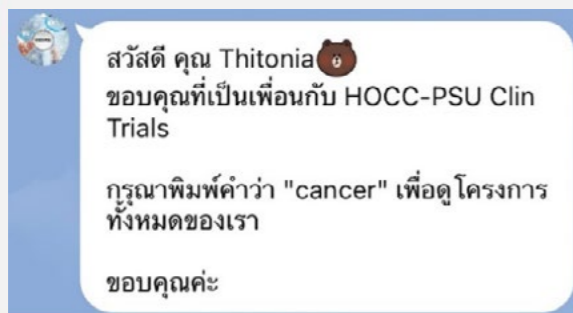 สวัสดี คุณ Thitonia
ขอบคุณที่เป็นเพื่อนกับ HOCC-PSU Clin
Trials
กรุณาพิมพ์คำว่า "cancer" เพื่อดูโครงการ
ทั้งหมดของเรา
ขอบคุณค่ะ